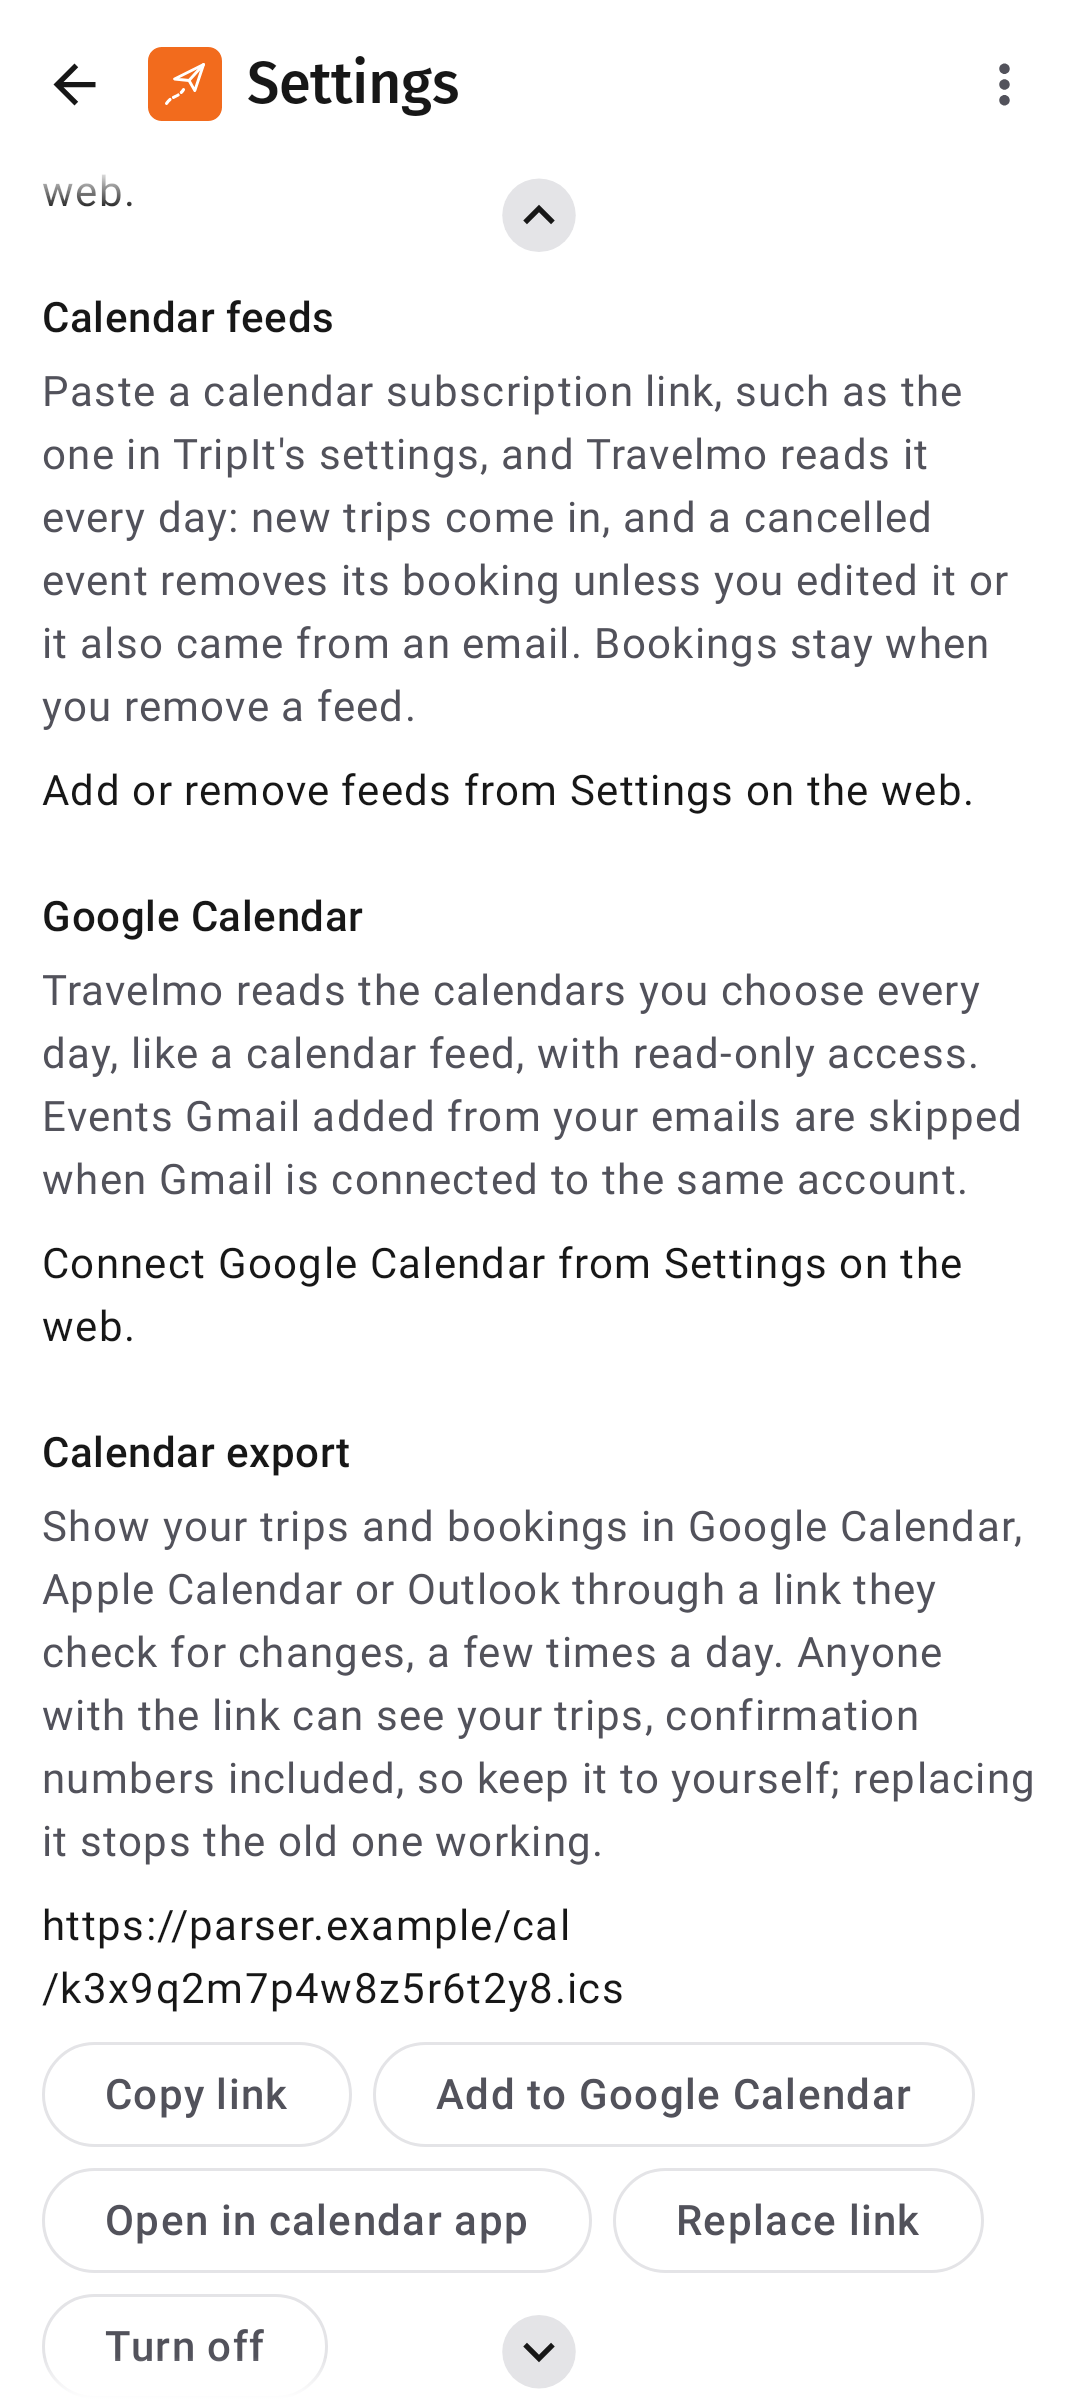 Settings
web.
Calendar feeds
Paste a calendar subscription link, such as the
one in TripIt's settings, and Travelmo reads it
every day: new trips come in, and a cancelled
event removes its booking unless you edited it or
it also came from an email. Bookings stay when
you remove a feed.
Add or remove feeds from Settings on the web.
Google Calendar
Travelmo reads the calendars you choose every
day, like a calendar feed, with read-only access.
Events Gmail added from your emails are skipped
when Gmail is connected to the same account.
Connect Google Calendar from Settings on the
web.
Calendar export
Show your trips and bookings in Google Calendar,
Apple Calendar or Outlook through a link they
check for changes, a few times a day. Anyone
with the link can see your trips, confirmation
numbers included, so keep it to yourself; replacing
it stops the old one working.
https://parser.example/cal
/k3x9q2m7p4w8z5r6t2y8.ics
Copy link
Add to Google Calendar
Open in calendar app
Replace link
Turn off